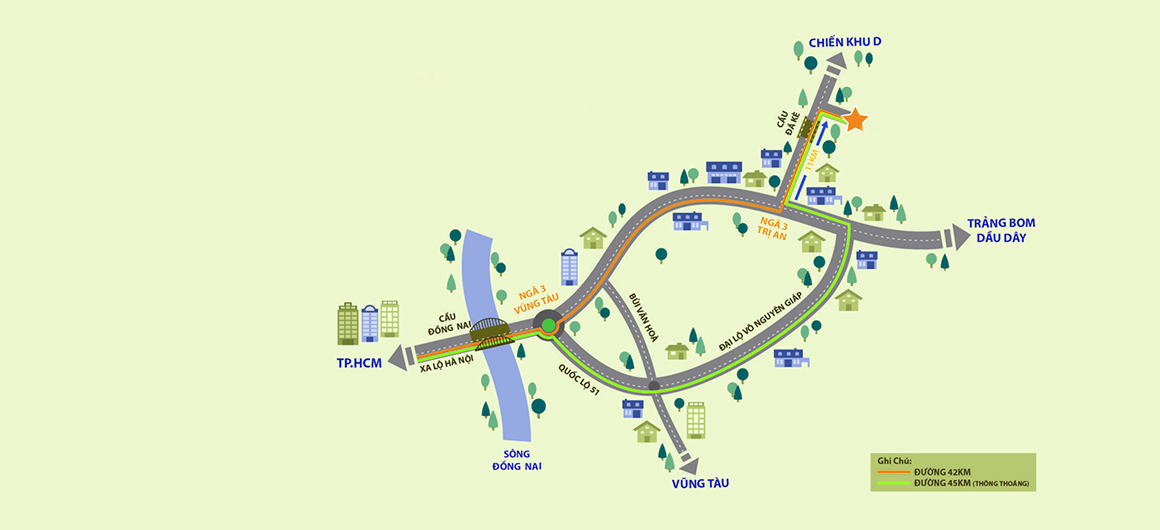 CHIẾN KHU D
CẦU
ĐÁ KÊ
11KM
TRẢNG BOM
DẦU DÂY
NGÃ 3
TRỊ AN
NGÃ 3
VŨNG TÀU
BÙI VĂN HOÀ
ĐẠI LỘ VÕ NGUYÊN GIÁP
CẦU
ĐỒNG NAI
TP.HCM
XA LỘ HÀ NỘI
QUỐC LỘ 51
SÔNG
ĐỒNG NAI
VŨNG TÀU
Ghi Chú:
ĐƯỜNG 42KM
ĐƯỜNG 45KM (THÔNG THOÁNG)